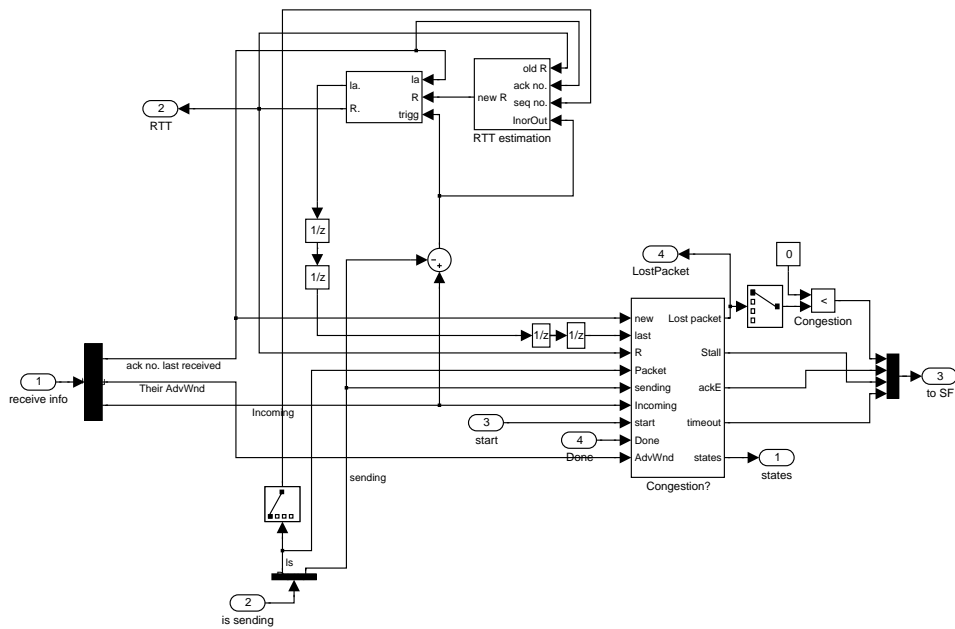 old R
ack no.
seq no.
InorOut
new R
RTT estimation
la
R
trigg
la.
R.
2
RTT
1/z
1/z
-
+
4
LostPacket
0
<
Congestion
new
last
R
Packet
sending
Incoming
start
Done
AdvWnd
Lost packet
Stall
ackE
timeout
states
Congestion?
1/z
1/z
1
receive info
ack no. last received
Their AdvWnd
Incoming
3
start
4
Done
3
to SF
1
states
sending
ls
2
is sending